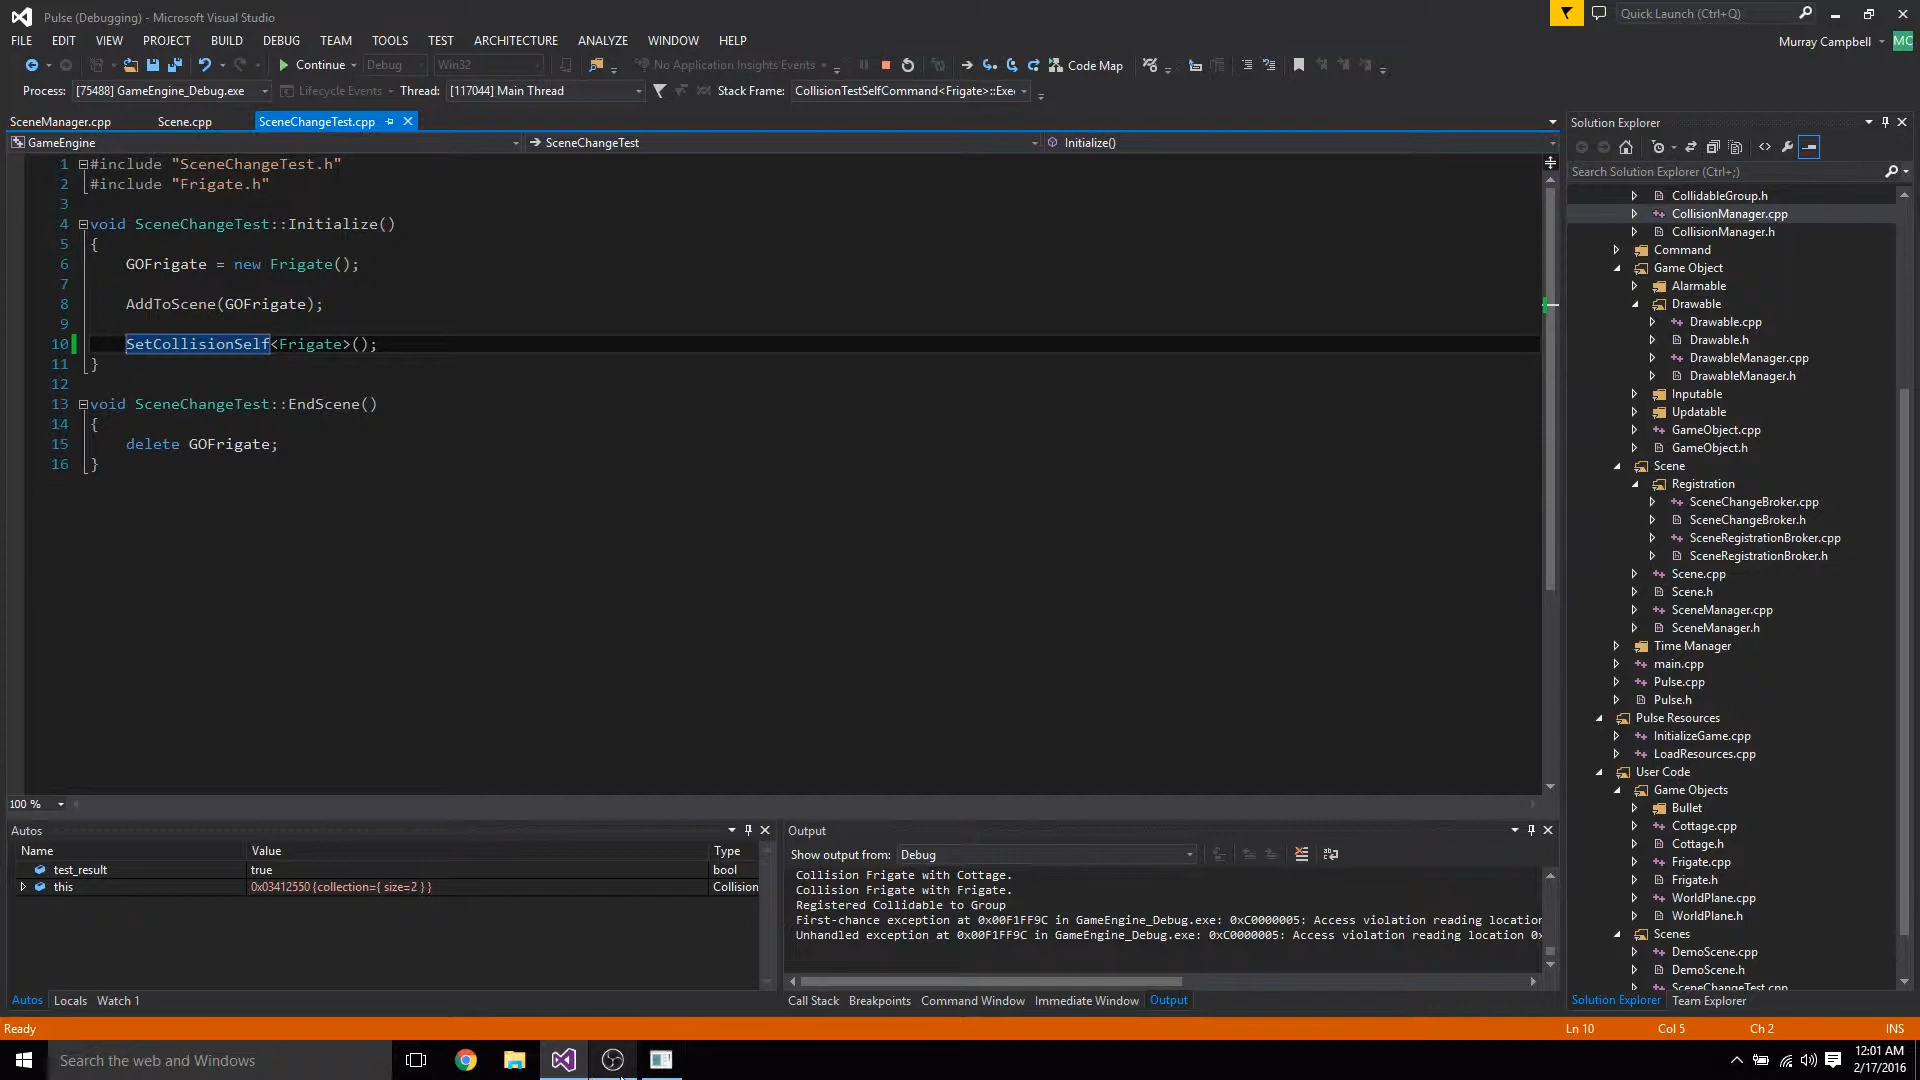 Pulse (Debugging) - Microsoft Visual Studio
Quick Launch (Ctrl+Q)
FILE EDIT VIEW PROJECT BUILD DEBUG TEAM TOOLS TEST ARCHITECTURE ANALYZE WINDOW HELP
Murray Campbell MC
Continue Debug Win32 No Application Insights Events Code Map
Process: [75488] GameEngine_Debug.exe Lifecycle Events Thread: [117044] Main Thread Stack Frame: CollisionTestSelfCommand<Frigate>::Exe
SceneManager.cpp Scene.cpp SceneChangeTest.cpp
GameEngine SceneChangeTest Initialize()
1 #include "SceneChangeTest.h"
2 #include "Frigate.h"
3
4 void SceneChangeTest::Initialize()
5 {
6 GOFrigate = new Frigate();
7
8 AddToScene(GOFrigate);
9
10 SetCollisionSelf<Frigate>();
11 }
12
13 void SceneChangeTest::EndScene()
14 {
15 delete GOFrigate;
16 }
100 %
Autos
Name Value Type
test_result true bool
this 0x03412550 {collection={ size=2 } } Collision
Autos Locals Watch 1
Output
Show output from: Debug
Collision Frigate with Cottage.
Collision Frigate with Frigate.
Registered Collidable to Group
First-chance exception at 0x00F1FF9C in GameEngine_Debug.exe: 0xC0000005: Access violation reading location
Unhandled exception at 0x00F1FF9C in GameEngine_Debug.exe: 0xC0000005: Access violation reading location 0x
Call Stack Breakpoints Command Window Immediate Window Output
Solution Explorer
Search Solution Explorer (Ctrl+;)
CollidableGroup.h
CollisionManager.cpp
CollisionManager.h
Command
Game Object
Alarmable
Drawable
Drawable.cpp
Drawable.h
DrawableManager.cpp
DrawableManager.h
Inputable
Updatable
GameObject.cpp
GameObject.h
Scene
Registration
SceneChangeBroker.cpp
SceneChangeBroker.h
SceneRegistrationBroker.cpp
SceneRegistrationBroker.h
Scene.cpp
Scene.h
SceneManager.cpp
SceneManager.h
Time Manager
main.cpp
Pulse.cpp
Pulse.h
Pulse Resources
InitializeGame.cpp
LoadResources.cpp
User Code
Game Objects
Bullet
Cottage.cpp
Cottage.h
Frigate.cpp
Frigate.h
WorldPlane.cpp
WorldPlane.h
Scenes
DemoScene.cpp
DemoScene.h
SceneChangeTest.cpp
Solution Explorer Team Explorer
Ready Ln 10 Col 5 Ch 2 INS
Search the web and Windows
12:01 AM
2/17/2016